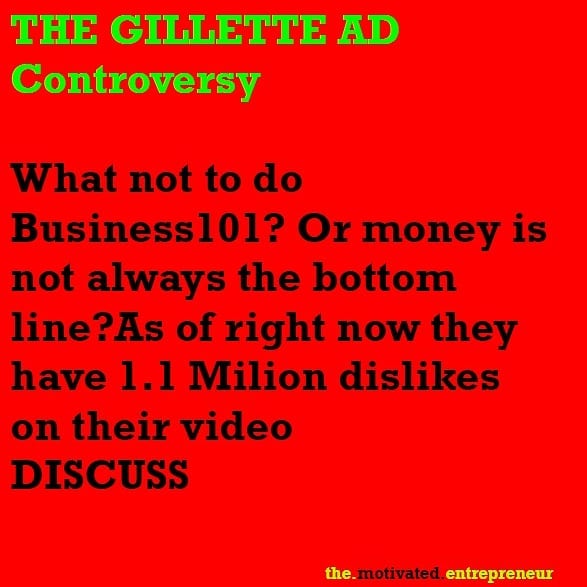 THE GILLETTE AD
Controversy
What not to do
Business101? Or money is
not always the bottom
line?As of right now they
have 1.1 Milion dislikes
on their video
DISCUSS
the.motivated.entrepreneur